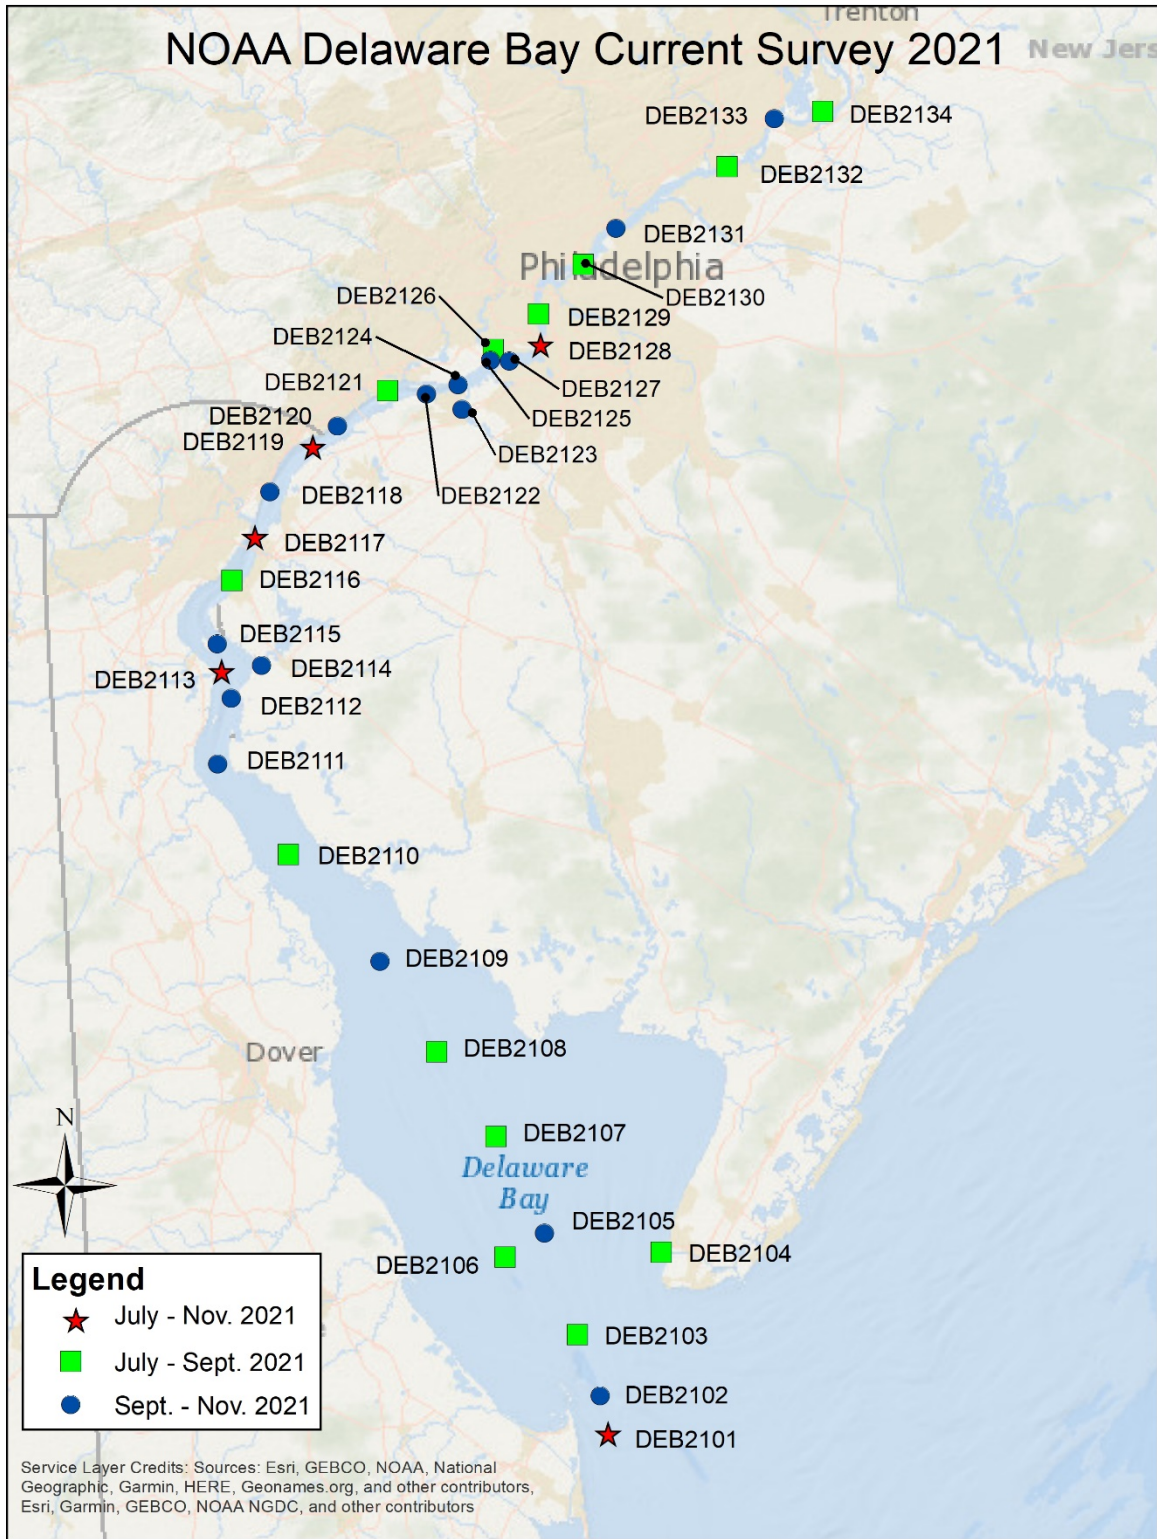 Trenton
NOAA Delaware Bay Current Survey 2021
New Jers
DEB2133
DEB2134
DEB2132
DEB2131
Philadelphia
DEB2126
DEB2130
DEB2129
DEB2124
DEB2128
DEB2121
DEB2127
DEB2120
DEB2125
DEB2119
DEB2123
DEB2118
DEB2122
DEB2117
DEB2116
DEB2115
DEB2114
DEB2113
DEB2112
DEB2111
DEB2110
DEB2109
Dover
DEB2108
N
DEB2107
Delaware
Bay
DEB2105
DEB2106
DEB2104
Legend
July - Nov. 2021
July - Sept. 2021
Sept. - Nov. 2021
DEB2103
DEB2102
DEB2101
Service Layer Credits: Sources: Esri, GEBCO, NOAA, National
Geographic, Garmin, HERE, Geonames.org, and other contributors,
Esri, Garmin, GEBCO, NOAA NGDC, and other contributors